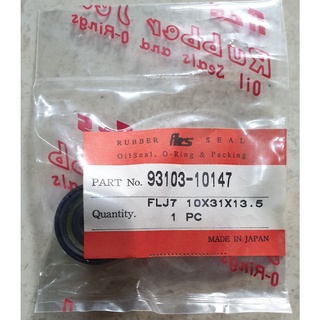 Rubber
Oil Seals and O-Rings
RUBBER SEAL
OilSeal, O-Ring & Packing
PART No. 93103-10147
FLJ7 10X31X13.5
Quantity. 1 PC
MADE IN JAPAN
O-Rings